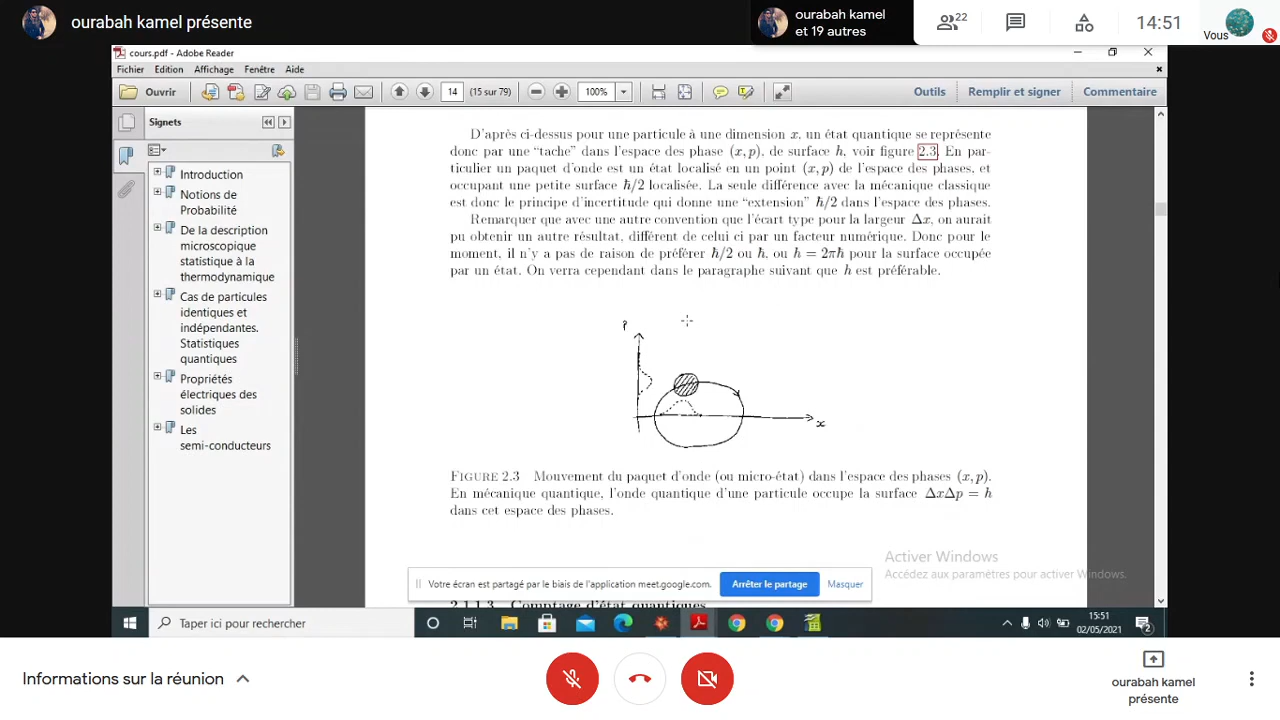 ourabah kamel présente
ourabah kamel
et 19 autres
22
14:51
Vous
cours.pdf - Adobe Reader
Fichier Edition Affichage Fenêtre Aide
Ouvrir
14 (15 sur 79)
100%
Outils Remplir et signer Commentaire
Signets
Introduction
Notions de
Probabilité
De la description
microscopique
statistique à la
thermodynamique
Cas de particules
identiques et
indépendantes.
Statistiques
quantiques
Propriétés
électriques des
solides
Les
semi-conducteurs
D'après ci-dessus pour une particule à une dimension x, un état quantique se représente
donc par une “tache” dans l'espace des phase (x, p), de surface h, voir figure 2.3. En par-
ticulier un paquet d'onde est un état localisé en un point (x, p) de l'espace des phases, et
occupant une petite surface ħ/2 localisée. La seule différence avec la mécanique classique
est donc le principe d'incertitude qui donne une “extension” ħ/2 dans l'espace des phases.
Remarquer que avec une autre convention que l'écart type pour la largeur Δx, on aurait
pu obtenir un autre résultat, différent de celui ci par un facteur numérique. Donc pour le
moment, il n'y a pas de raison de préférer ħ/2 ou ħ, ou h = 2πħ pour la surface occupée
par un état. On verra cependant dans le paragraphe suivant que h est préférable.
p
x
FIGURE 2.3 Mouvement du paquet d'onde (ou micro-état) dans l'espace des phases (x, p).
En mécanique quantique, l'onde quantique d'une particule occupe la surface ΔxΔp = h
dans cet espace des phases.
Activer Windows
Accédez aux paramètres pour activer Windows.
Votre écran est partagé par le biais de l'application meet.google.com.
Arrêter le partage
Masquer
2.1.1.3 Comptage d'état quantiques
Taper ici pour rechercher
15:51
02/05/2021
2
Informations sur la réunion
ourabah kamel
présente